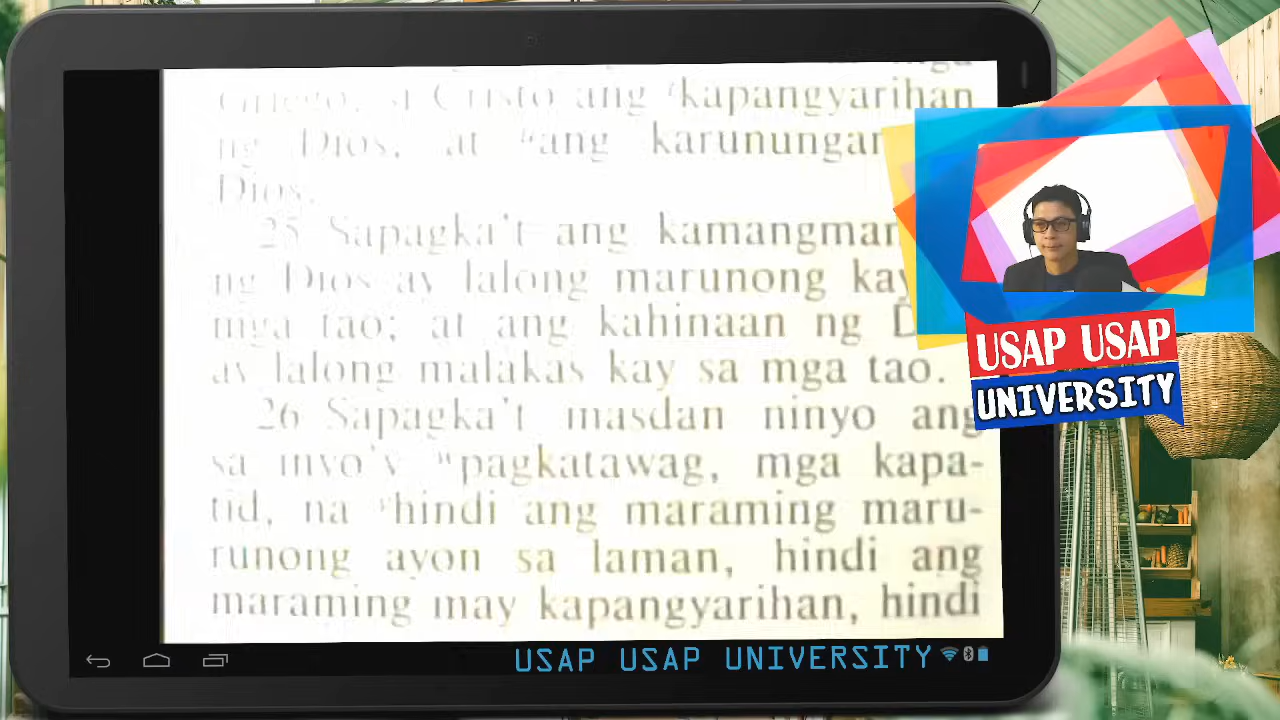 mga
Griego, si Cristo ang ᵗkapangyarihan
ng Dios, at ᵘang karunungan
Dios.
25 Sapagka't ang kamangman
ng Dios ay lalong marunong kay
mga tao; at ang kahinaan ng D
ay lalong malakas kay sa mga tao.
26 Sapagka't masdan ninyo ang
sa inyo'y pagkatawag, mga kapa-
tid, na hindi ang maraming maru-
runong ayon sa laman, hindi ang
maraming may kapangyarihan, hindi
USAP USAP UNIVERSITY
USAP USAP
UNIVERSITY